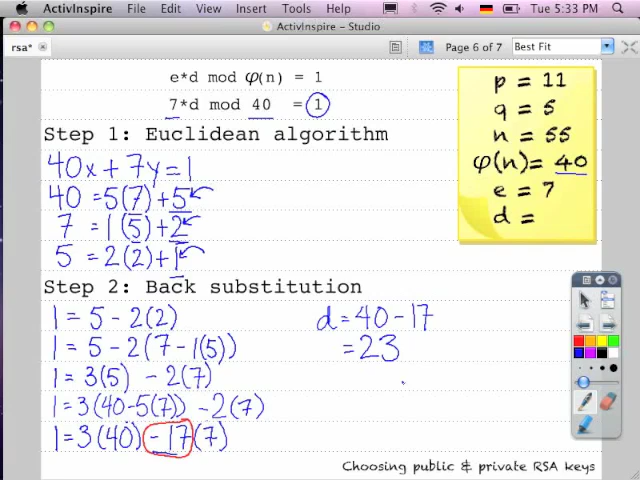 ActivInspire File Edit View Insert Tools Help Tue 5:33 PM
ActivInspire - Studio
rsa* Page 6 of 7 Best Fit
e*d mod φ(n) = 1
7*d mod 40 = 1
Step 1: Euclidean algorithm
40x + 7y = 1
40 = 5(7) + 5
7 = 1(5) + 2
5 = 2(2) + 1
Step 2: Back substitution
1 = 5 - 2(2)
1 = 5 - 2(7 - 1(5))
1 = 3(5) - 2(7)
1 = 3(40 - 5(7)) - 2(7)
1 = 3(40) - 17(7)
d = 40 - 17
= 23
p = 11
q = 5
n = 55
φ(n) = 40
e = 7
d =
Choosing public & private RSA keys